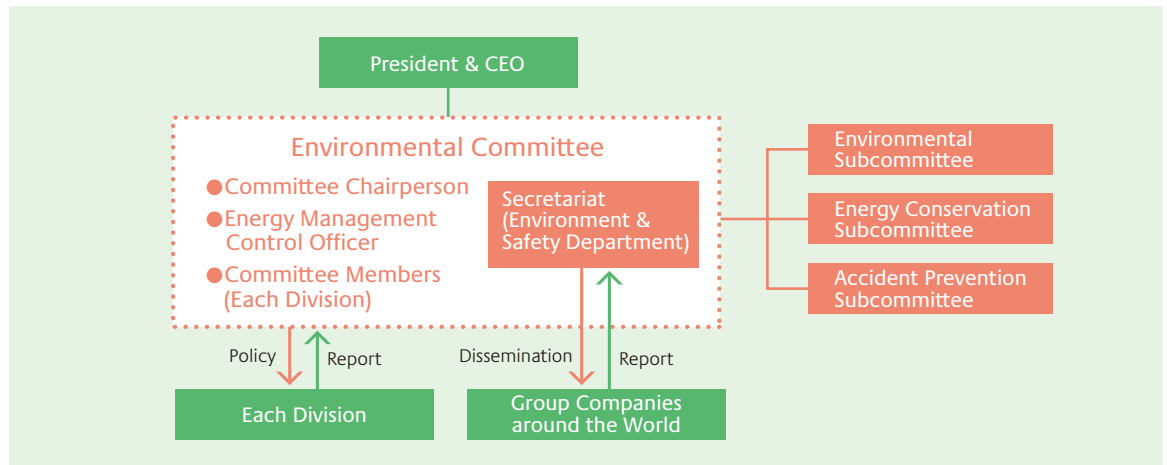 President & CEO
Environmental Committee
●Committee Chairperson
●Energy Management
Control Officer
●Committee Members
(Each Division)
Secretariat
(Environment &
Safety Department)
Environmental
Subcommittee
Energy Conservation
Subcommittee
Accident Prevention
Subcommittee
Policy
Report
Dissemination
Report
Each Division
Group Companies
around the World